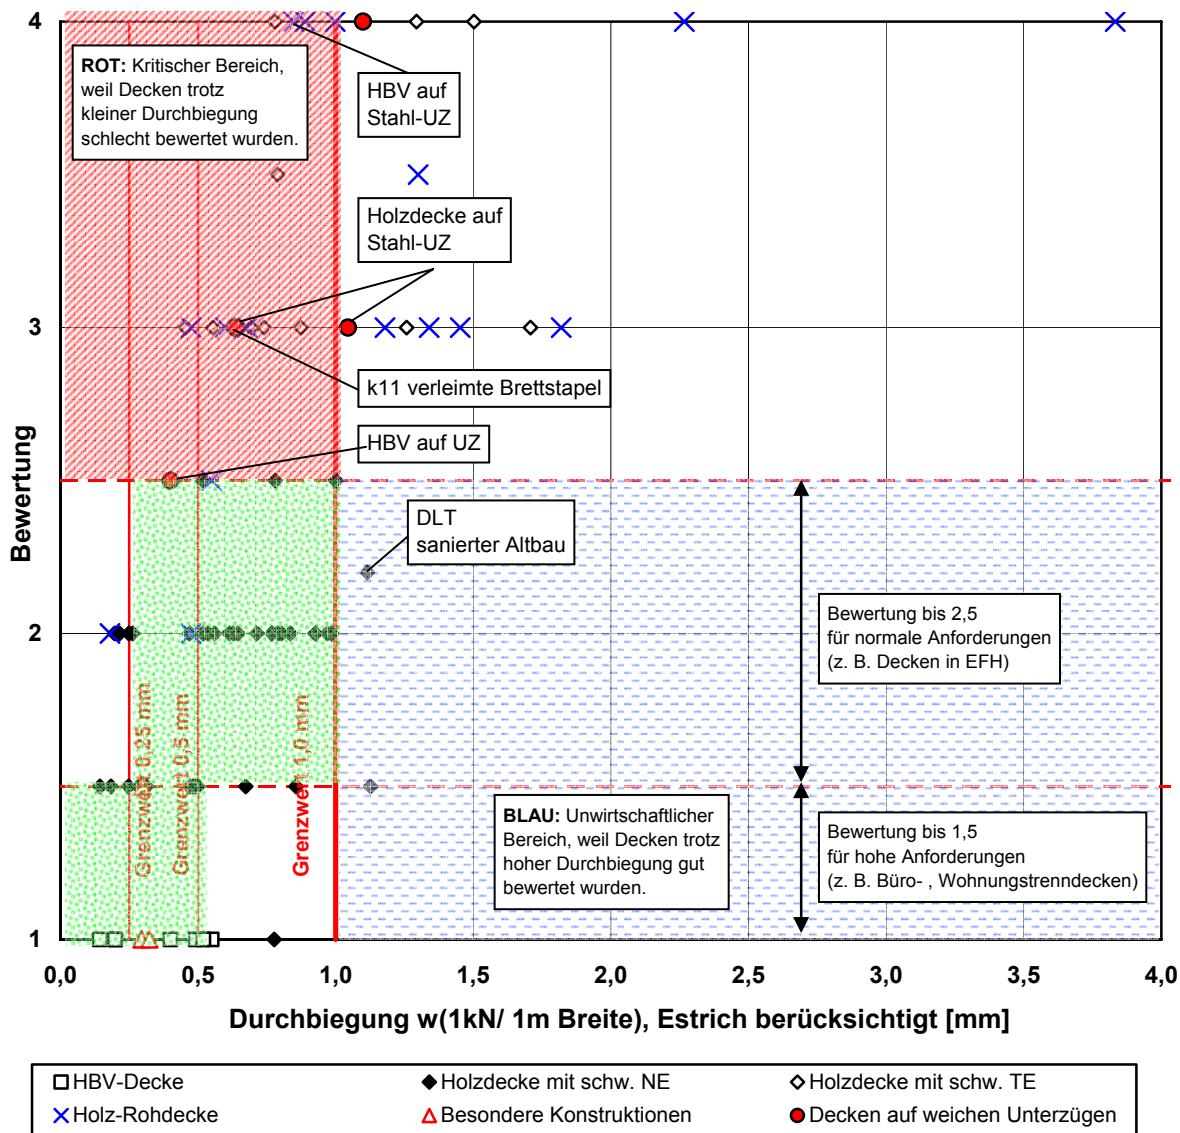 4
ROT: Kritischer Bereich,
weil Decken trotz
kleiner Durchbiegung
schlecht bewertet wurden.
HBV auf
Stahl-UZ
Holzdecke auf
Stahl-UZ
3
k11 verleimte Brettstapel
HBV auf UZ
Bewertung
DLT
sanierter Altbau
Bewertung bis 2,5
für normale Anforderungen
(z. B. Decken in EFH)
2
Grenzwert 0,25 mm
Grenzwert 0,5 mm
Grenzwert 1,0 mm
BLAU: Unwirtschaftlicher
Bereich, weil Decken trotz
hoher Durchbiegung gut
bewertet wurden.
Bewertung bis 1,5
für hohe Anforderungen
(z. B. Büro- , Wohnungstrenndecken)
1
0,0 0,5 1,0 1,5 2,0 2,5 3,0 3,5 4,0
Durchbiegung w(1kN/ 1m Breite), Estrich berücksichtigt [mm]
HBV-Decke Holzdecke mit schw. NE Holzdecke mit schw. TE
Holz-Rohdecke Besondere Konstruktionen Decken auf weichen Unterzügen